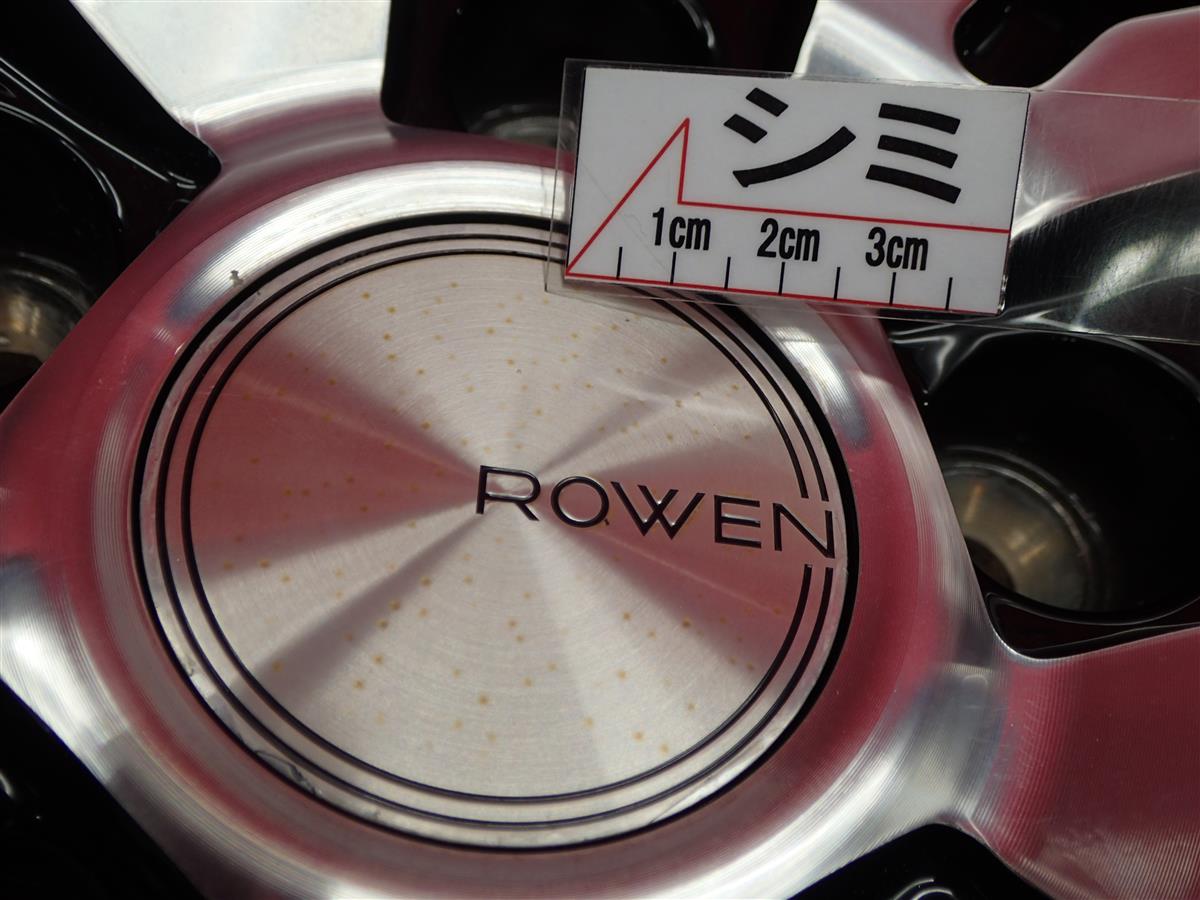 シミ
1cm 2cm 3cm
ROWEN